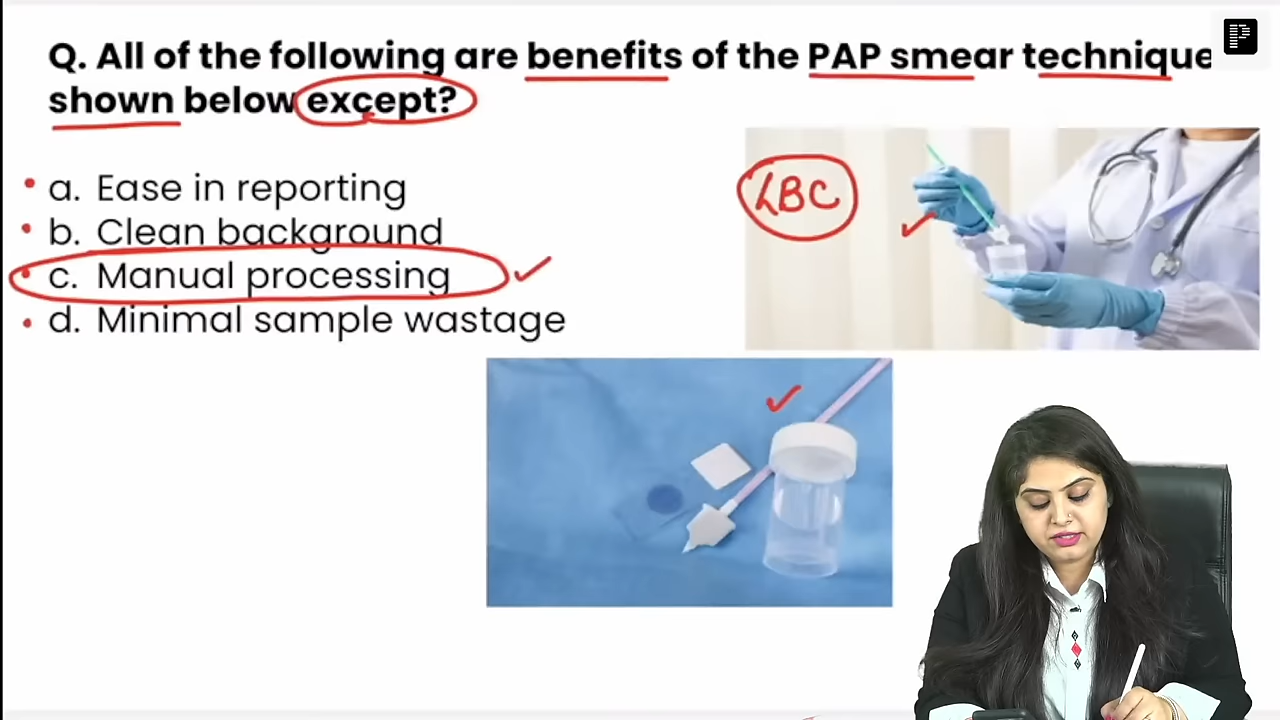 Q. All of the following are benefits of the PAP smear technique
shown below except?
a. Ease in reporting
b. Clean background
c. Manual processing
d. Minimal sample wastage
LBC